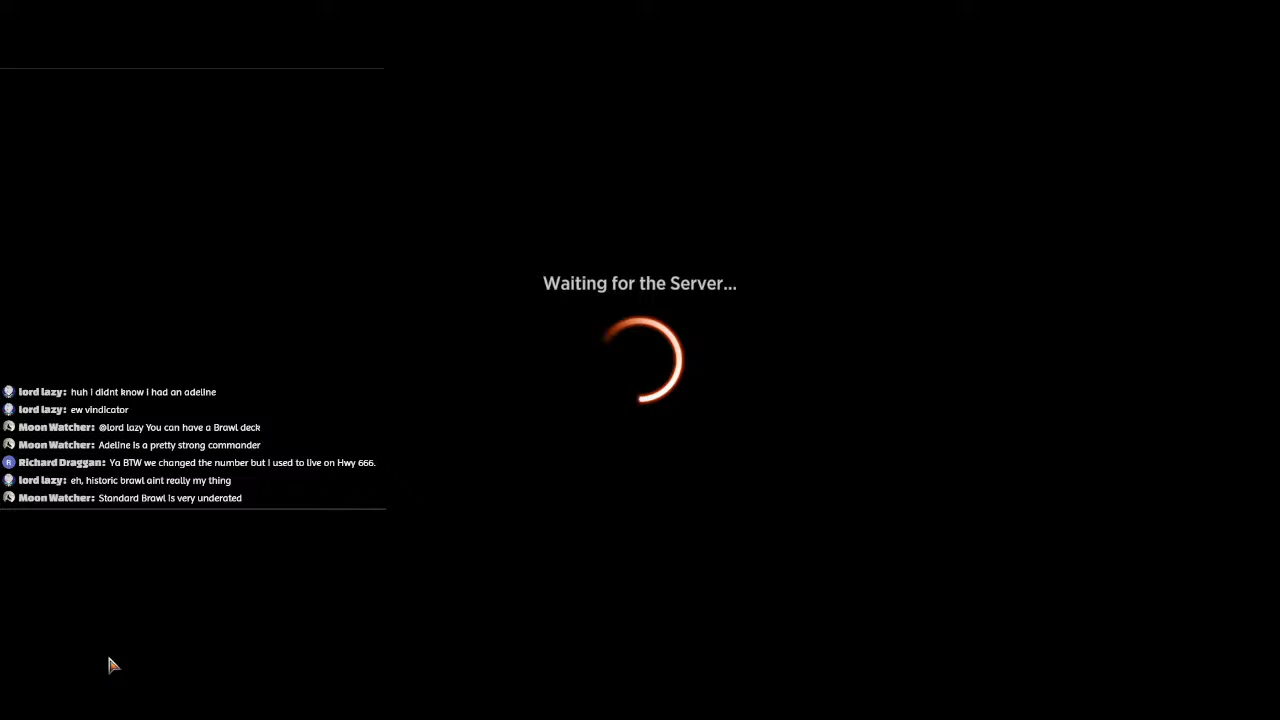 Waiting for the Server...
lord lazy: huh i didnt know i had an adeline
lord lazy: ew vindicator
Moon Watcher: @lord lazy You can have a Brawl deck
Moon Watcher: Adeline is a pretty strong commander
R Richard Draggan: Ya BTW we changed the number but I used to live on Hwy 666.
lord lazy: eh, historic brawl aint really my thing
Moon Watcher: Standard Brawl is very underated